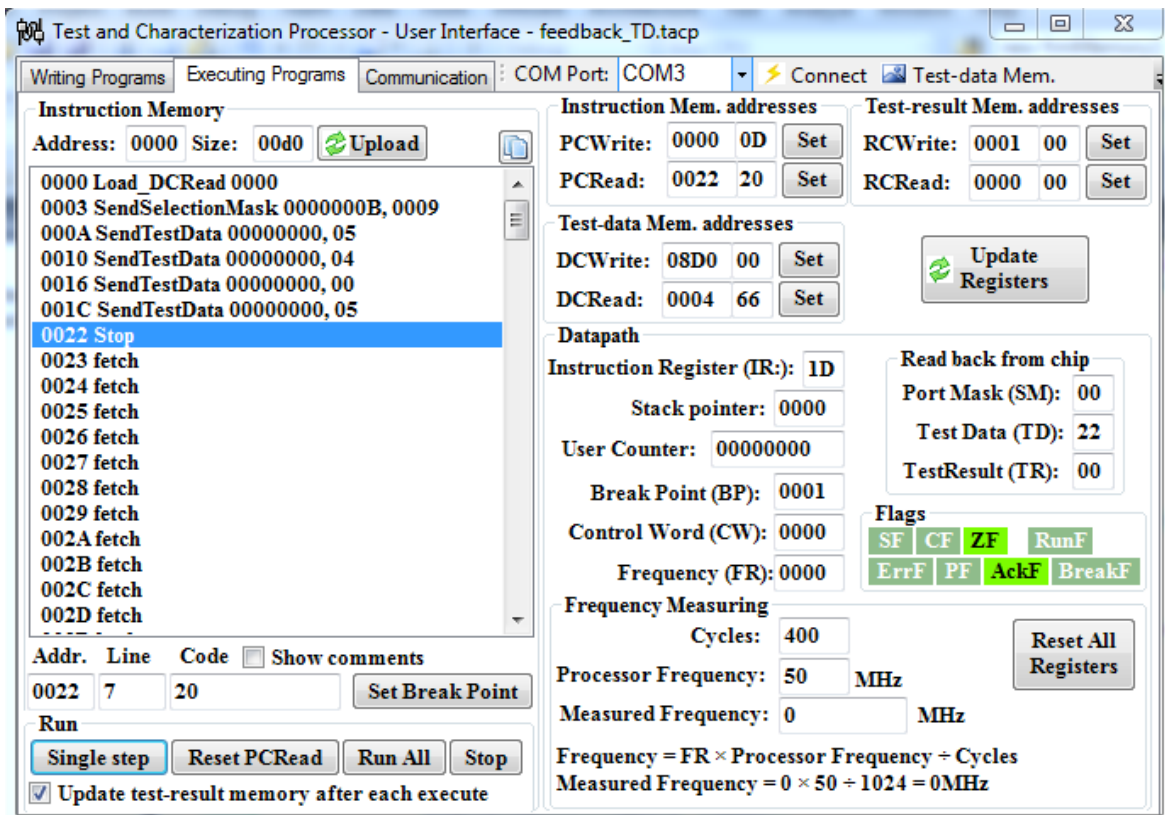 Test and Characterization Processor - User Interface - feedback_TD.tacp
Writing Programs Executing Programs Communication COM Port: COM3 Connect Test-data Mem.
Instruction Memory
Address: 0000 Size: 00d0 Upload
0000 Load_DCRead 0000
0003 SendSelectionMask 0000000B, 0009
000A SendTestData 00000000, 05
0010 SendTestData 00000000, 04
0016 SendTestData 00000000, 00
001C SendTestData 00000000, 05
0022 Stop
0023 fetch
0024 fetch
0025 fetch
0026 fetch
0027 fetch
0028 fetch
0029 fetch
002A fetch
002B fetch
002C fetch
002D fetch
Addr. Line Code Show comments
0022 7 20 Set Break Point
Run
Single step Reset PCRead Run All Stop
Update test-result memory after each execute
Instruction Mem. addresses
PCWrite: 0000 0D Set
PCRead: 0022 20 Set
Test-result Mem. addresses
RCWrite: 0001 00 Set
RCRead: 0000 00 Set
Test-data Mem. addresses
DCWrite: 08D0 00 Set
DCRead: 0004 66 Set
Update
Registers
Datapath
Instruction Register (IR:): 1D
Stack pointer: 0000
User Counter: 00000000
Break Point (BP): 0001
Control Word (CW): 0000
Frequency (FR): 0000
Read back from chip
Port Mask (SM): 00
Test Data (TD): 22
TestResult (TR): 00
Flags
SF CF ZF RunF
ErrF PF AckF BreakF
Frequency Measuring
Cycles: 400
Processor Frequency: 50 MHz
Measured Frequency: 0 MHz
Reset All
Registers
Frequency = FR × Processor Frequency ÷ Cycles
Measured Frequency = 0 × 50 ÷ 1024 = 0MHz